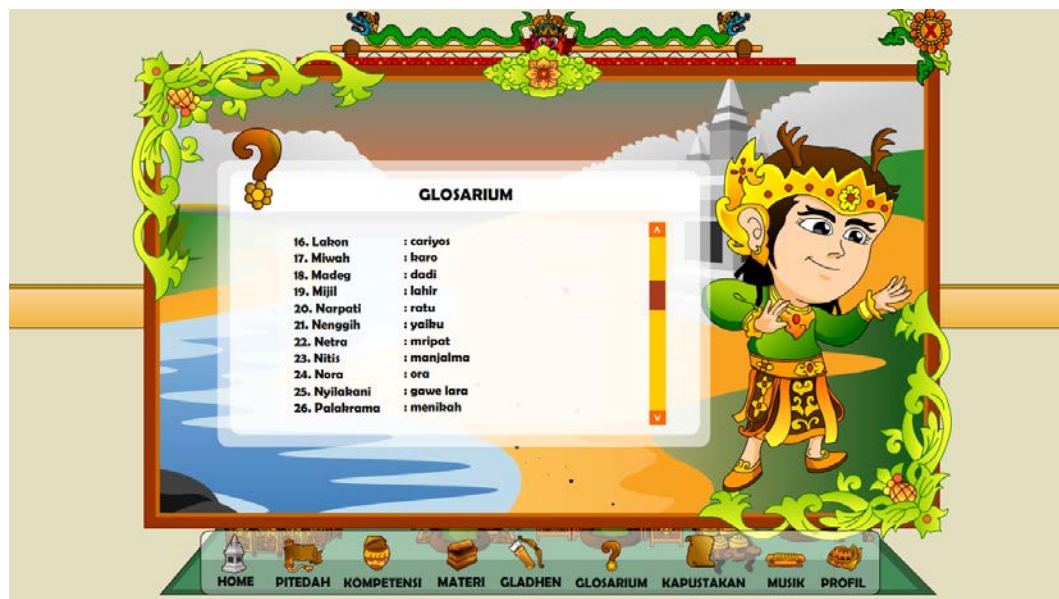 X
?
GLOSARIUM
16. Lakon : cariyos
17. Miwah : karo
18. Madeg : dadi
19. Mijil : lahir
20. Narpati : ratu
21. Nenggih : yaiku
22. Netra : mripat
23. Nitis : manjalma
24. Nora : ora
25. Nyilakani : gawe lara
26. Palakrama : menikah
HOME PITEDAH KOMPETENSI MATERI GLADHEN GLOSARIUM KAPUSTAKAN MUSIK PROFIL